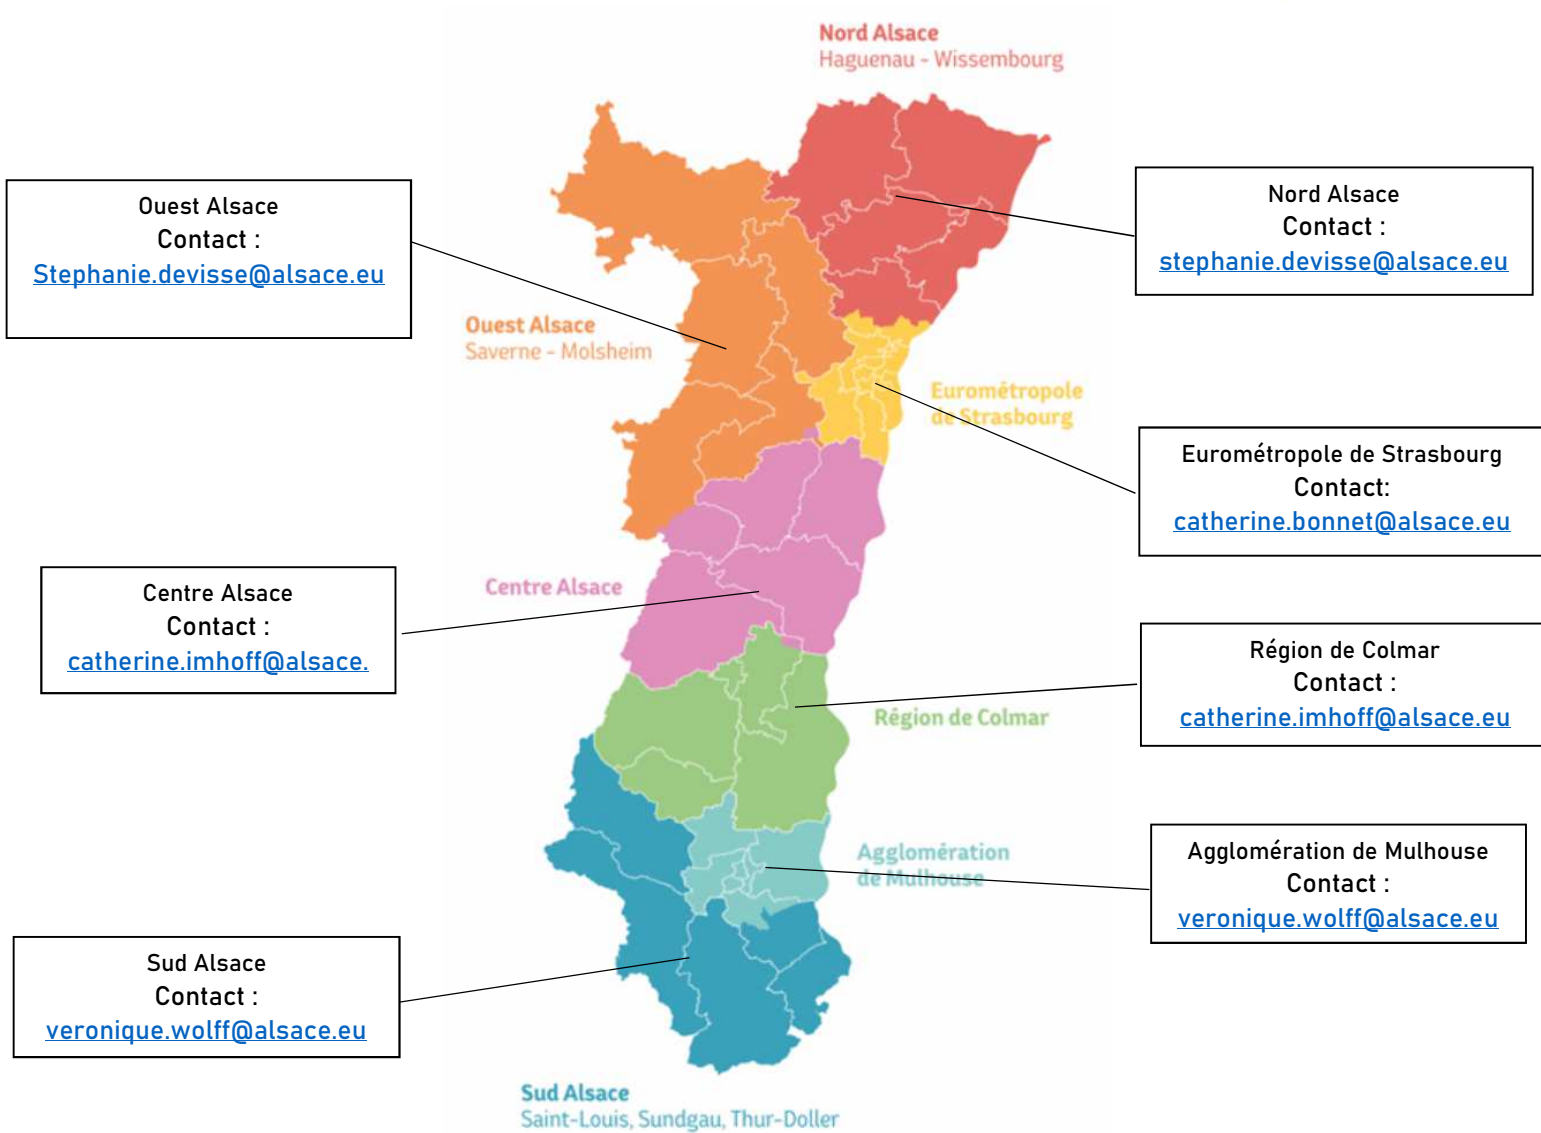 Nord Alsace
Haguenau - Wissembourg
Ouest Alsace
Contact :
Stephanie.devisse@alsace.eu
Nord Alsace
Contact :
stephanie.devisse@alsace.eu
Ouest Alsace
Saverne - Molsheim
Eurométropole
de Strasbourg
Eurométropole de Strasbourg
Contact:
catherine.bonnet@alsace.eu
Centre Alsace
Centre Alsace
Contact :
catherine.imhoff@alsace.
Région de Colmar
Contact :
catherine.imhoff@alsace.eu
Région de Colmar
Agglomération
de Mulhouse
Agglomération de Mulhouse
Contact :
veronique.wolff@alsace.eu
Sud Alsace
Contact :
veronique.wolff@alsace.eu
Sud Alsace
Saint-Louis, Sundgau, Thur-Doller